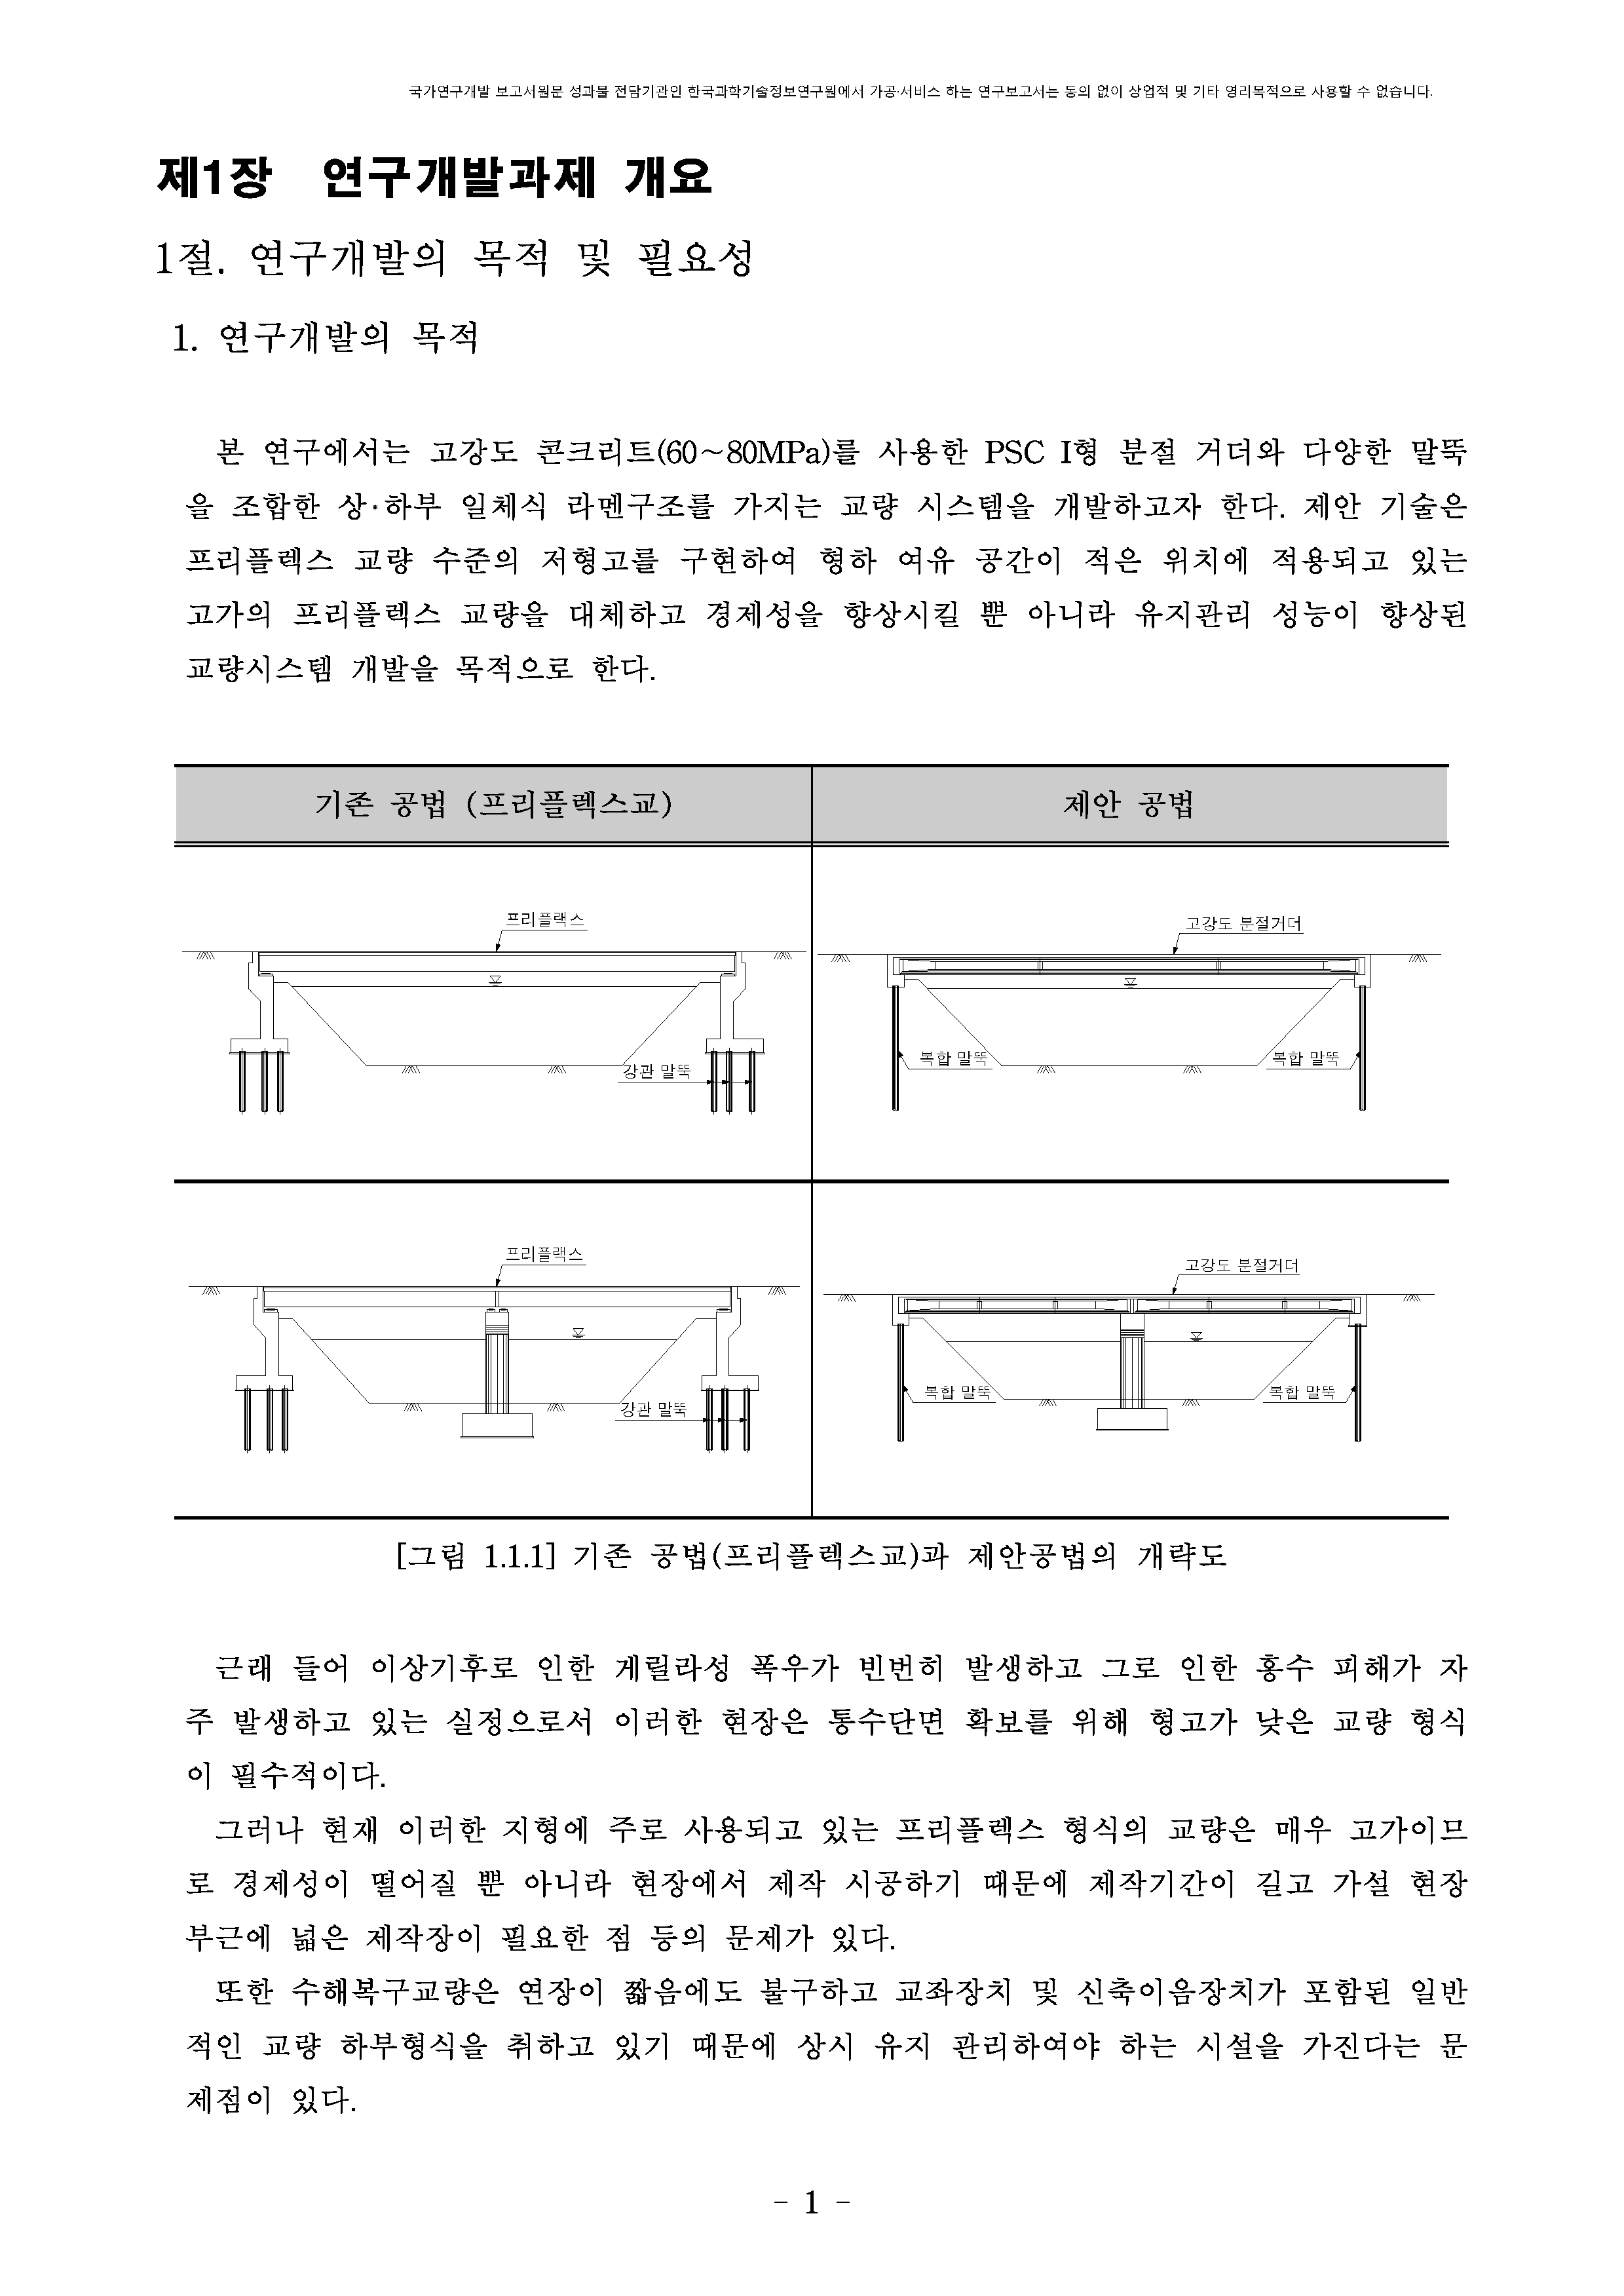 국가연구개발 보고서원문 성과물 전담기관인 한국과학기술정보연구원에서 가공·서비스 하는 연구보고서는 동의 없이 상업적 및 기타 영리목적으로 사용할 수 없습니다.
제1장 연구개발과제 개요
1절. 연구개발의 목적 및 필요성
1. 연구개발의 목적
본 연구에서는 고강도 콘크리트(60～80MPa)를 사용한 PSC I형 분절 거더와 다양한 말뚝
을 조합한 상·하부 일체식 라멘구조를 가지는 교량 시스템을 개발하고자 한다. 제안 기술은
프리플렉스 교량 수준의 저형고를 구현하여 형하 여유 공간이 적은 위치에 적용되고 있는
고가의 프리플렉스 교량을 대체하고 경제성을 향상시킬 뿐 아니라 유지관리 성능이 향상된
교량시스템 개발을 목적으로 한다.
기존 공법 (프리플렉스교)
제안 공법
프리플랙스
강관 말뚝
고강도 분절거더
복합 말뚝
복합 말뚝
프리플랙스
강관 말뚝
고강도 분절거더
복합 말뚝
복합 말뚝
[그림 1.1.1] 기존 공법(프리플렉스교)과 제안공법의 개략도
근래 들어 이상기후로 인한 게릴라성 폭우가 빈번히 발생하고 그로 인한 홍수 피해가 자
주 발생하고 있는 실정으로서 이러한 현장은 통수단면 확보를 위해 형고가 낮은 교량 형식
이 필수적이다.
그러나 현재 이러한 지형에 주로 사용되고 있는 프리플렉스 형식의 교량은 매우 고가이므
로 경제성이 떨어질 뿐 아니라 현장에서 제작 시공하기 때문에 제작기간이 길고 가설 현장
부근에 넓은 제작장이 필요한 점 등의 문제가 있다.
또한 수해복구교량은 연장이 짧음에도 불구하고 교좌장치 및 신축이음장치가 포함된 일반
적인 교량 하부형식을 취하고 있기 때문에 상시 유지 관리하여야 하는 시설을 가진다는 문
제점이 있다.
- 1 -